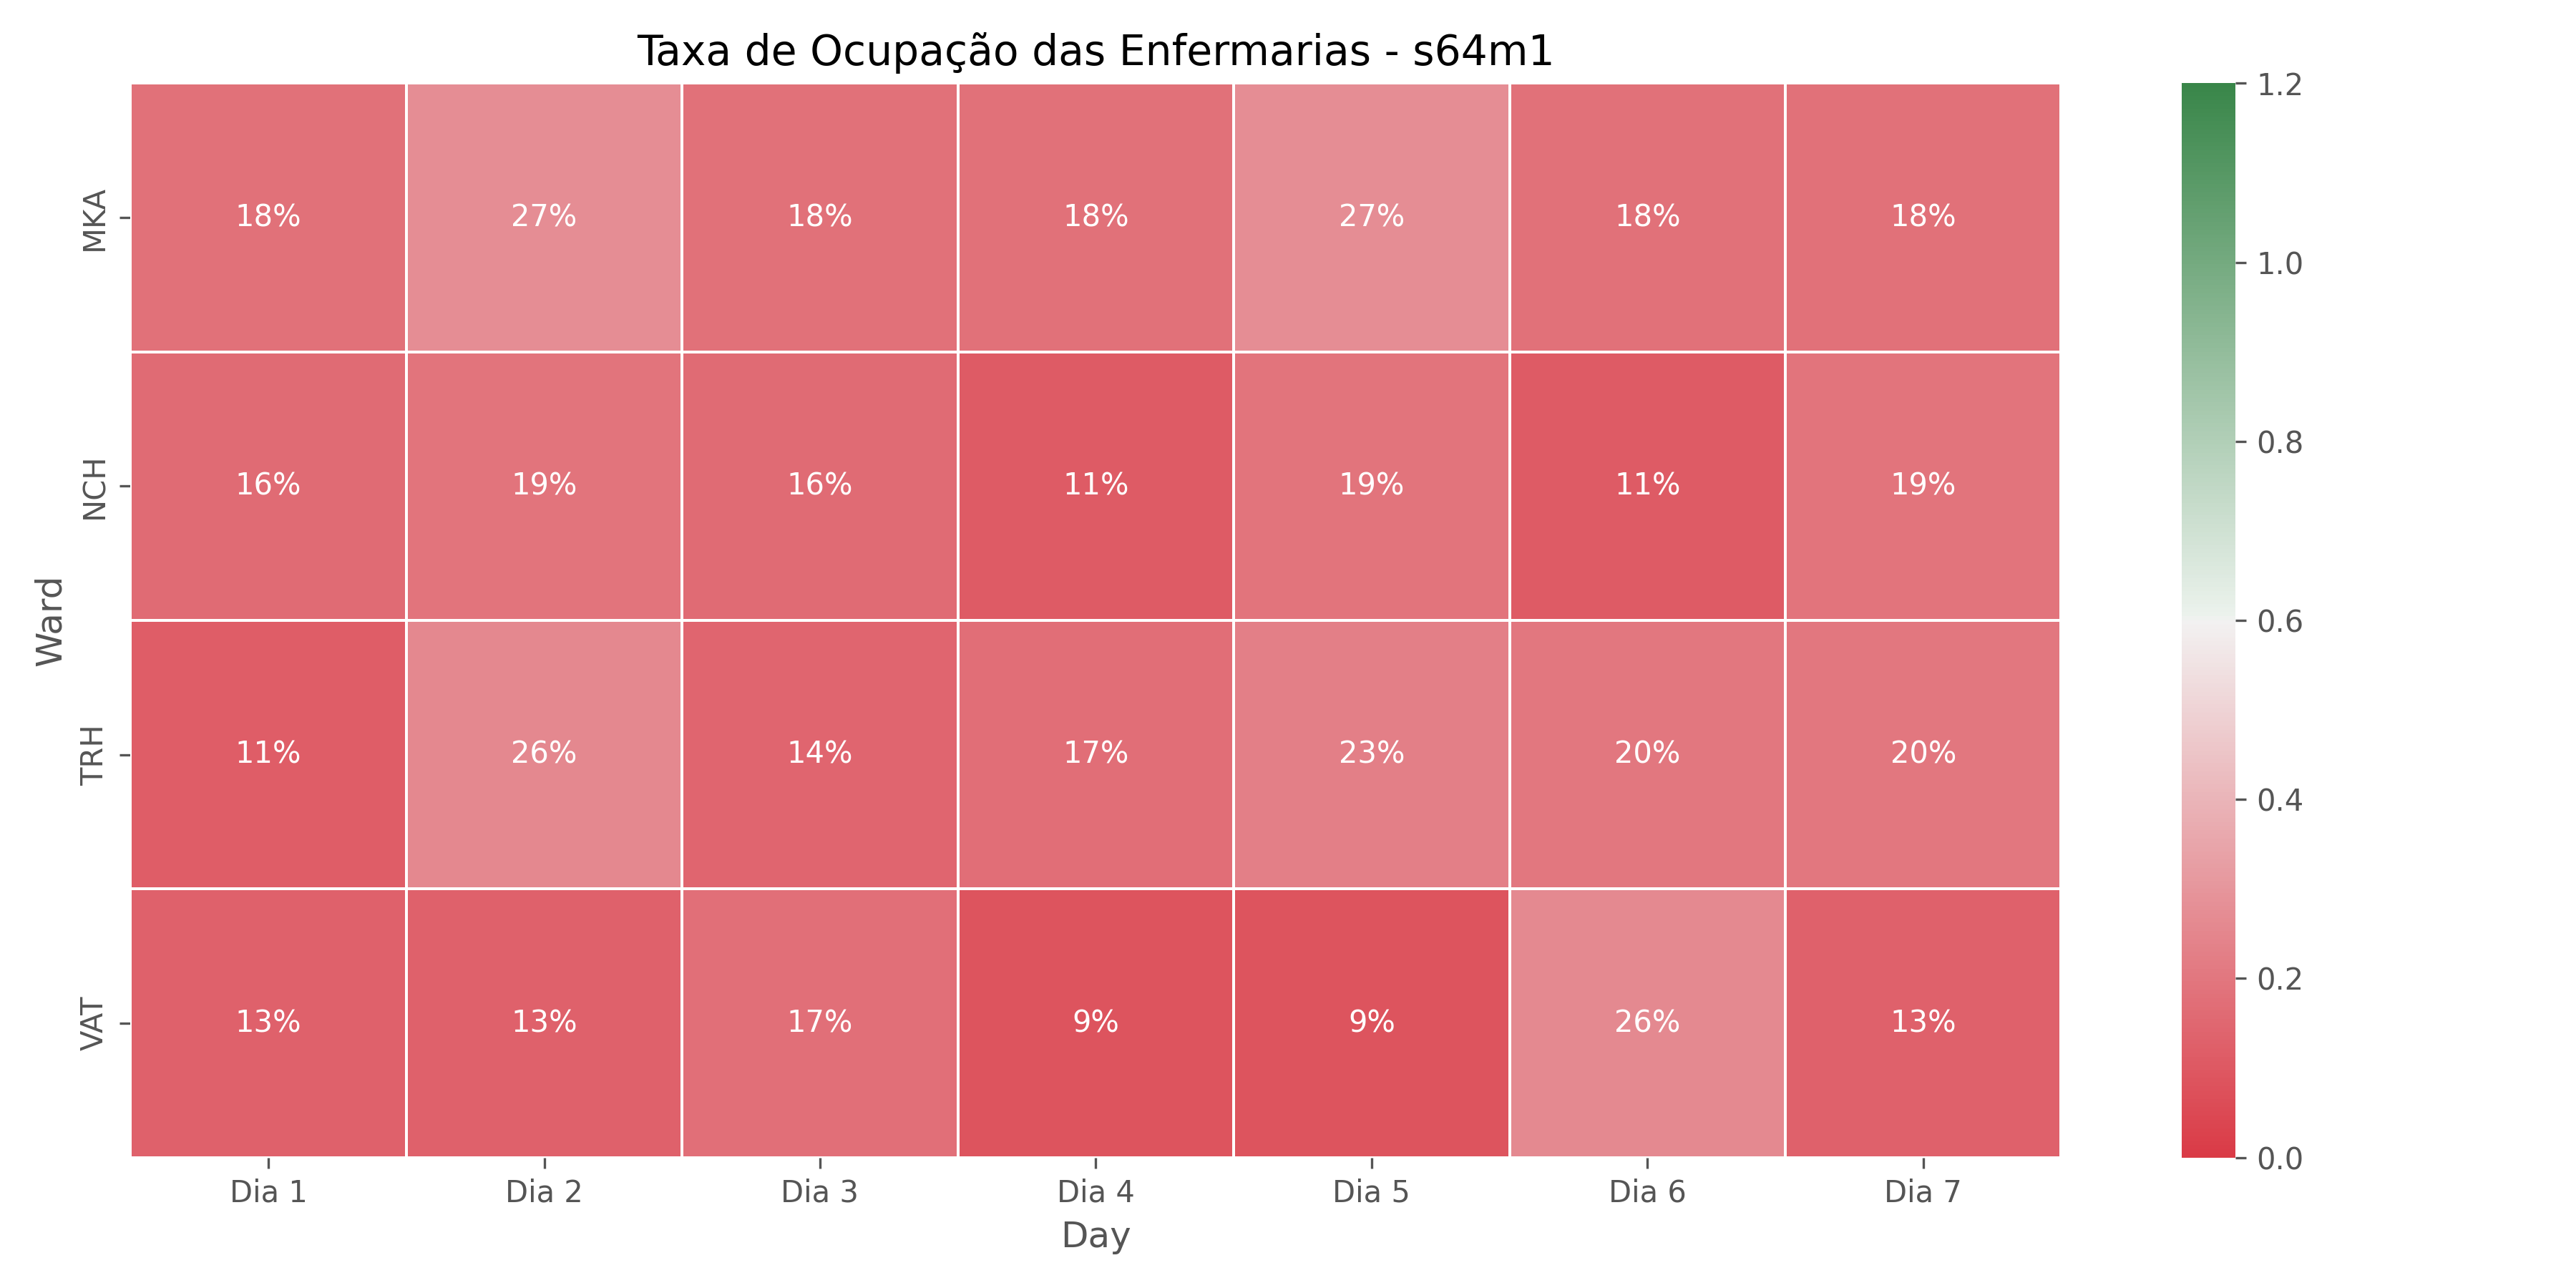 Taxa de Ocupação das Enfermarias - s64m1
Ward
MKA
18% 27% 18% 18% 27% 18% 18%
NCH
16% 19% 16% 11% 19% 11% 19%
TRH
11% 26% 14% 17% 23% 20% 20%
VAT
13% 13% 17% 9% 9% 26% 13%
Dia 1 Dia 2 Dia 3 Dia 4 Dia 5 Dia 6 Dia 7
Day
1.2
1.0
0.8
0.6
0.4
0.2
0.0